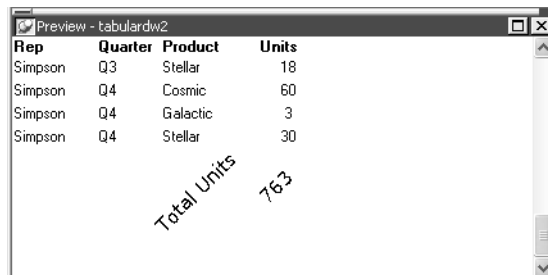 Preview - tabulardw2
Rep Quarter Product Units
Simpson Q3 Stellar 18
Simpson Q4 Cosmic 60
Simpson Q4 Galactic 3
Simpson Q4 Stellar 30
Total Units 763